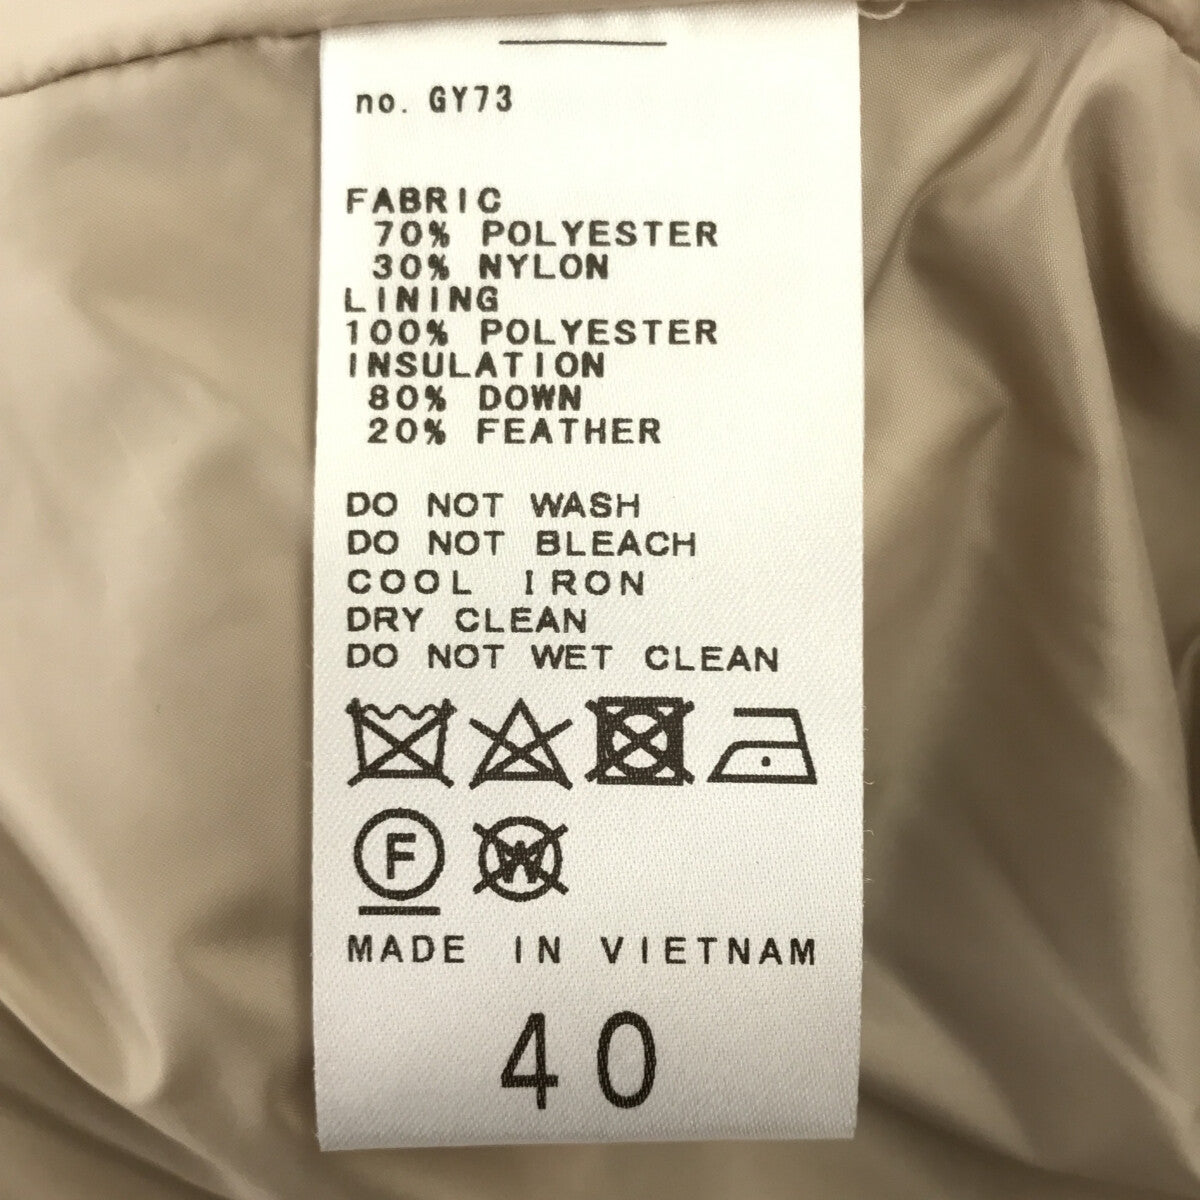 no. GY73
FABRIC
70% POLYESTER
30% NYLON
LINING
100% POLYESTER
INSULATION
80% DOWN
20% FEATHER
DO NOT WASH
DO NOT BLEACH
COOL IRON
DRY CLEAN
DO NOT WET CLEAN
F W
MADE IN VIETNAM
40